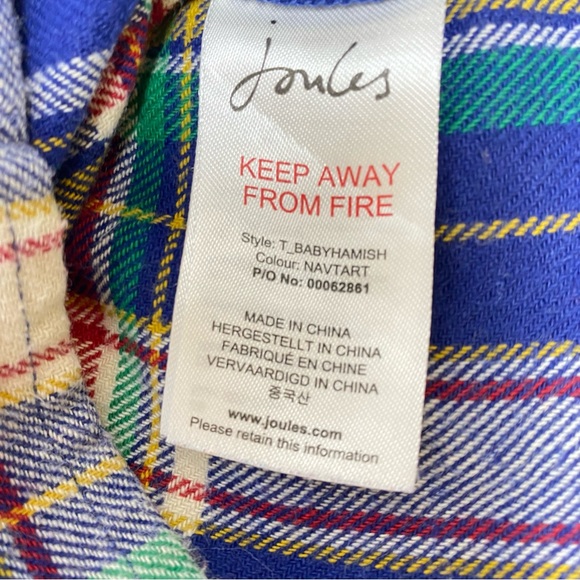 Joules
KEEP AWAY
FROM FIRE
Style: T_BABYHAMISH
Colour: NAVTART
P/O No: 00062861
MADE IN CHINA
HERGESTELLT IN CHINA
FABRIQUÉ EN CHINE
VERVAARDIGD IN CHINA
중국산
www.joules.com
Please retain this information